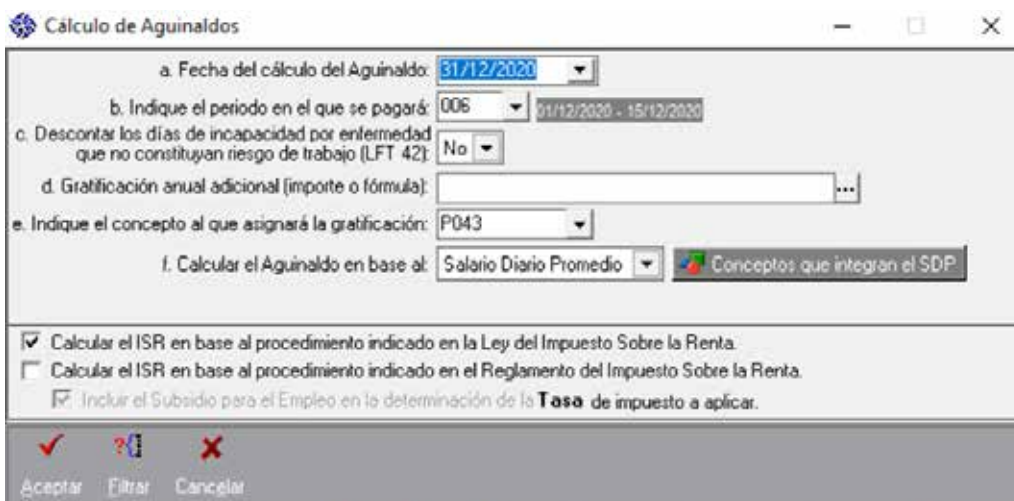 Cálculo de Aguinaldos
a. Fecha del cálculo del Aguinaldo: 31/12/2020
b. Indique el periodo en el que se pagará: 006 01/12/2020 - 15/12/2020
c. Descontar los días de incapacidad por enfermedad
que no constituyan riesgo de trabajo (LFT 42): No
d. Gratificación anual adicional (importe o fórmula): ...
e. Indique el concepto al que asignará la gratificación: P043
f. Calcular el Aguinaldo en base al: Salario Diario Promedio Conceptos que integran el SDP
Calcular el ISR en base al procedimiento indicado en la Ley del Impuesto Sobre la Renta.
Calcular el ISR en base al procedimiento indicado en el Reglamento del Impuesto Sobre la Renta.
Incluir el Subsidio para el Empleo en la determinación de la Tasa de impuesto a aplicar.
Aceptar Filtrar Cancelar